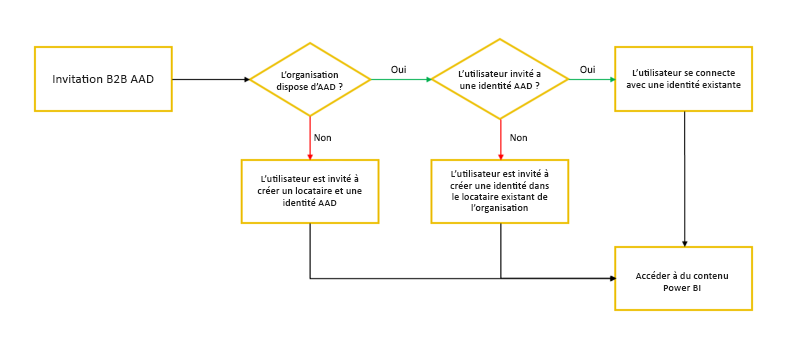 Invitation B2B AAD
L'organisation
dispose d'AAD ?
Oui
L'utilisateur invité a
une identité AAD ?
Oui
L'utilisateur se connecte
avec une identité existante
Non
Non
L'utilisateur est invité à
créer un locataire et une
identité AAD
L'utilisateur est invité à
créer une identité dans
le locataire existant de
l'organisation
Accéder à du contenu
Power BI